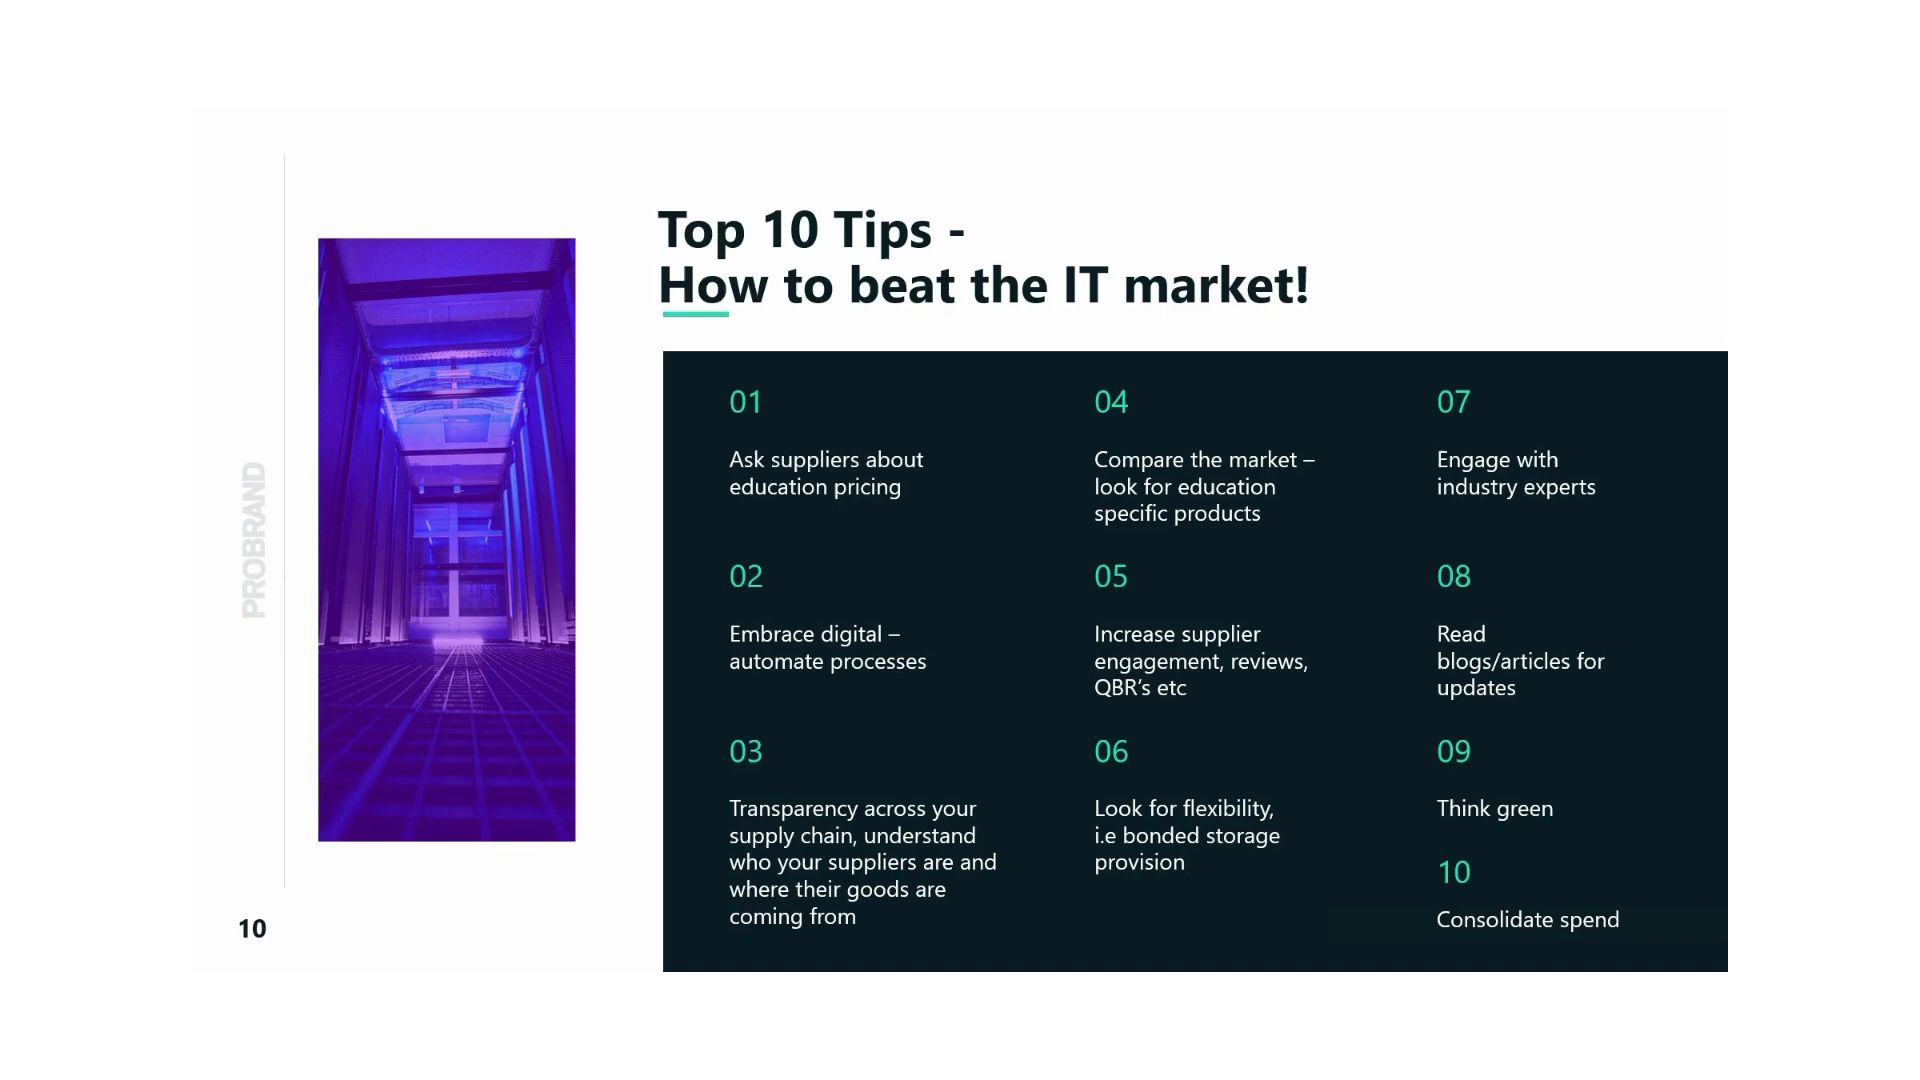 PROBRAND
10
Top 10 Tips -
How to beat the IT market!
01
Ask suppliers about
education pricing
02
Embrace digital –
automate processes
03
Transparency across your
supply chain, understand
who your suppliers are and
where their goods are
coming from
04
Compare the market –
look for education
specific products
05
Increase supplier
engagement, reviews,
QBR’s etc
06
Look for flexibility,
i.e bonded storage
provision
07
Engage with
industry experts
08
Read
blogs/articles for
updates
09
Think green
10
Consolidate spend